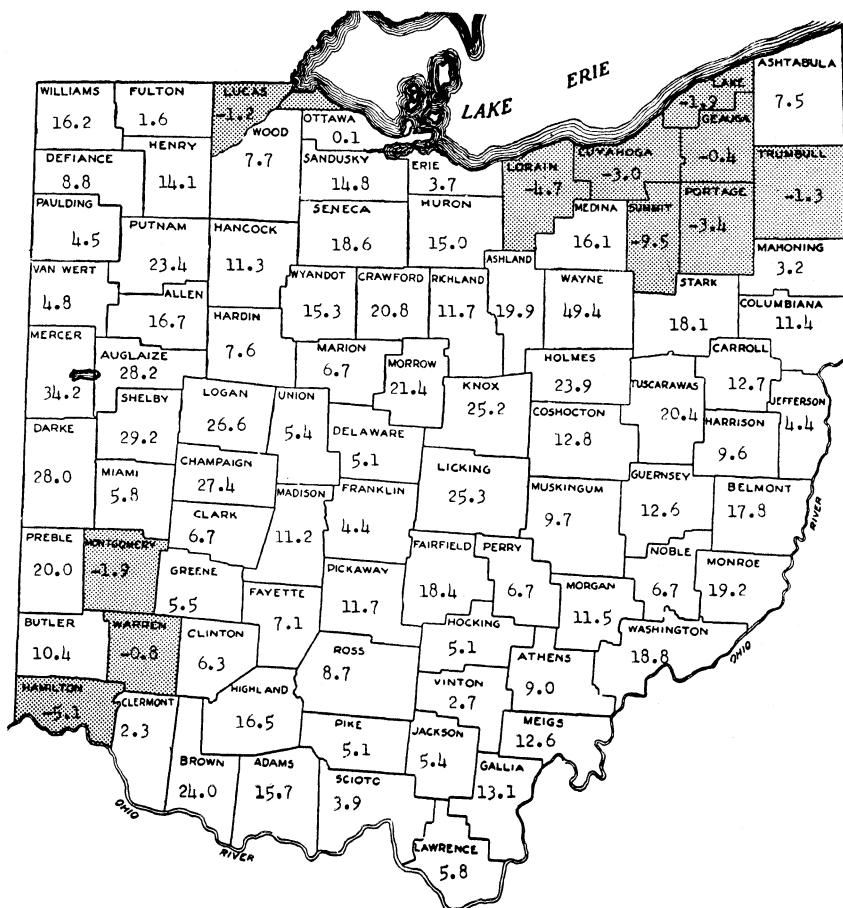 LAKE ERIE
WILLIAMS
16.2
FULTON
1.6
LUCAS
-1.2
OTTAWA
0.1
WOOD
7.7
LAKE
-1.9
ASHTABULA
7.5
GEAUGA
-0.4
DEFIANCE
8.8
HENRY
14.1
SANDUSKY
14.8
ERIE
3.7
LORAIN
-4.7
CUYAHOGA
-3.0
TRUMBULL
-1.3
PAULDING
4.5
PUTNAM
23.4
HANCOCK
11.3
SENECA
18.6
HURON
15.0
MEDINA
16.1
SUMMIT
-9.5
PORTAGE
-3.4
MAHONING
3.2
VAN WERT
4.8
ALLEN
16.7
WYANDOT
15.3
CRAWFORD
20.8
RICHLAND
11.7
ASHLAND
19.9
WAYNE
49.4
STARK
18.1
COLUMBIANA
11.4
MERCER
34.2
AUGLAIZE
28.2
HARDIN
7.6
MARION
6.7
MORROW
21.4
KNOX
25.2
HOLMES
23.9
TUSCARAWAS
20.4
CARROLL
12.7
JEFFERSON
4.4
SHELBY
29.2
LOGAN
26.6
UNION
5.4
DELAWARE
5.1
COSHOCTON
12.8
HARRISON
9.6
DARKE
28.0
MIAMI
5.8
CHAMPAIGN
27.4
MADISON
11.2
FRANKLIN
4.4
LICKING
25.3
MUSKINGUM
9.7
GUERNSEY
12.6
BELMONT
17.8
RIVER
CLARK
6.7
PREBLE
20.0
MONTGOMERY
-1.9
GREENE
5.5
FAYETTE
7.1
PICKAWAY
11.7
FAIRFIELD
18.4
PERRY
6.7
MORGAN
11.5
NOBLE
6.7
MONROE
19.2
BUTLER
10.4
WARREN
-0.8
CLINTON
6.3
ROSS
8.7
HOCKING
5.1
ATHENS
9.0
WASHINGTON
18.8
OHIO
HAMILTON
-5.1
CLERMONT
2.3
HIGHLAND
16.5
VINTON
2.7
MEIGS
12.6
BROWN
24.0
ADAMS
15.7
PIKE
5.1
JACKSON
5.4
GALLIA
13.1
SCIOTO
3.9
OHIO
RIVER
LAWRENCE
5.8